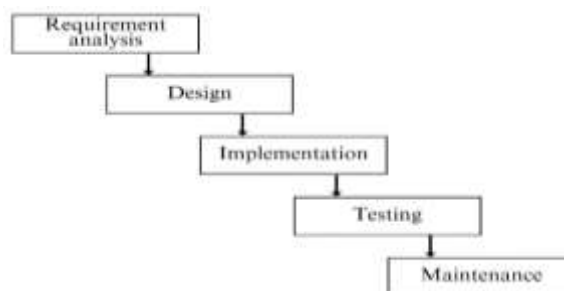 Requirement
analysis
Design
Implementation
Testing
Maintenance